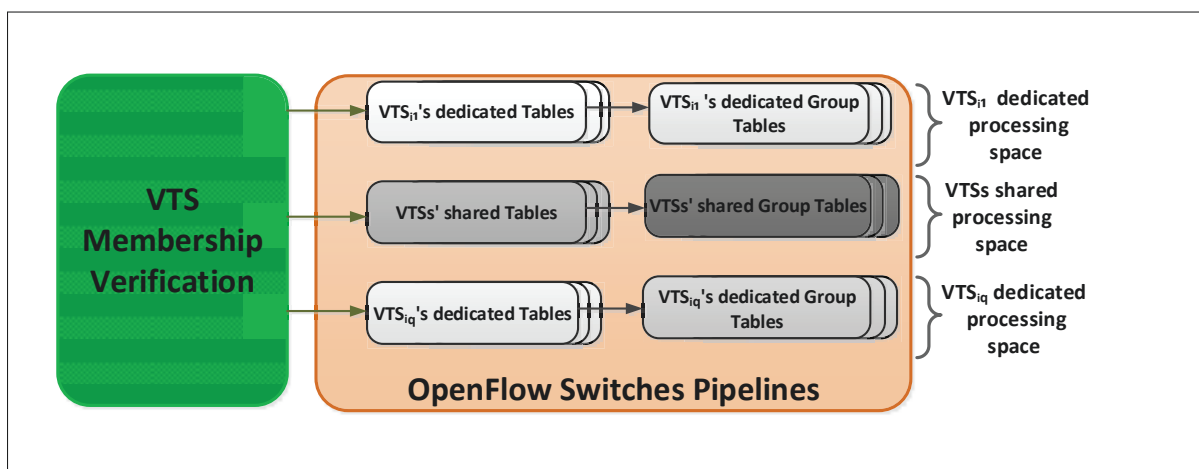 VTS
Membership
Verification
VTSi1's dedicated Tables
VTSi1 's dedicated Group
Tables
VTSi1 dedicated
processing
space
VTSs' shared Tables
VTSs' shared Group Tables
VTSs shared
processing
space
VTSiq's dedicated Tables
VTSiq's dedicated Group
Tables
VTSiq dedicated
processing
space
OpenFlow Switches Pipelines